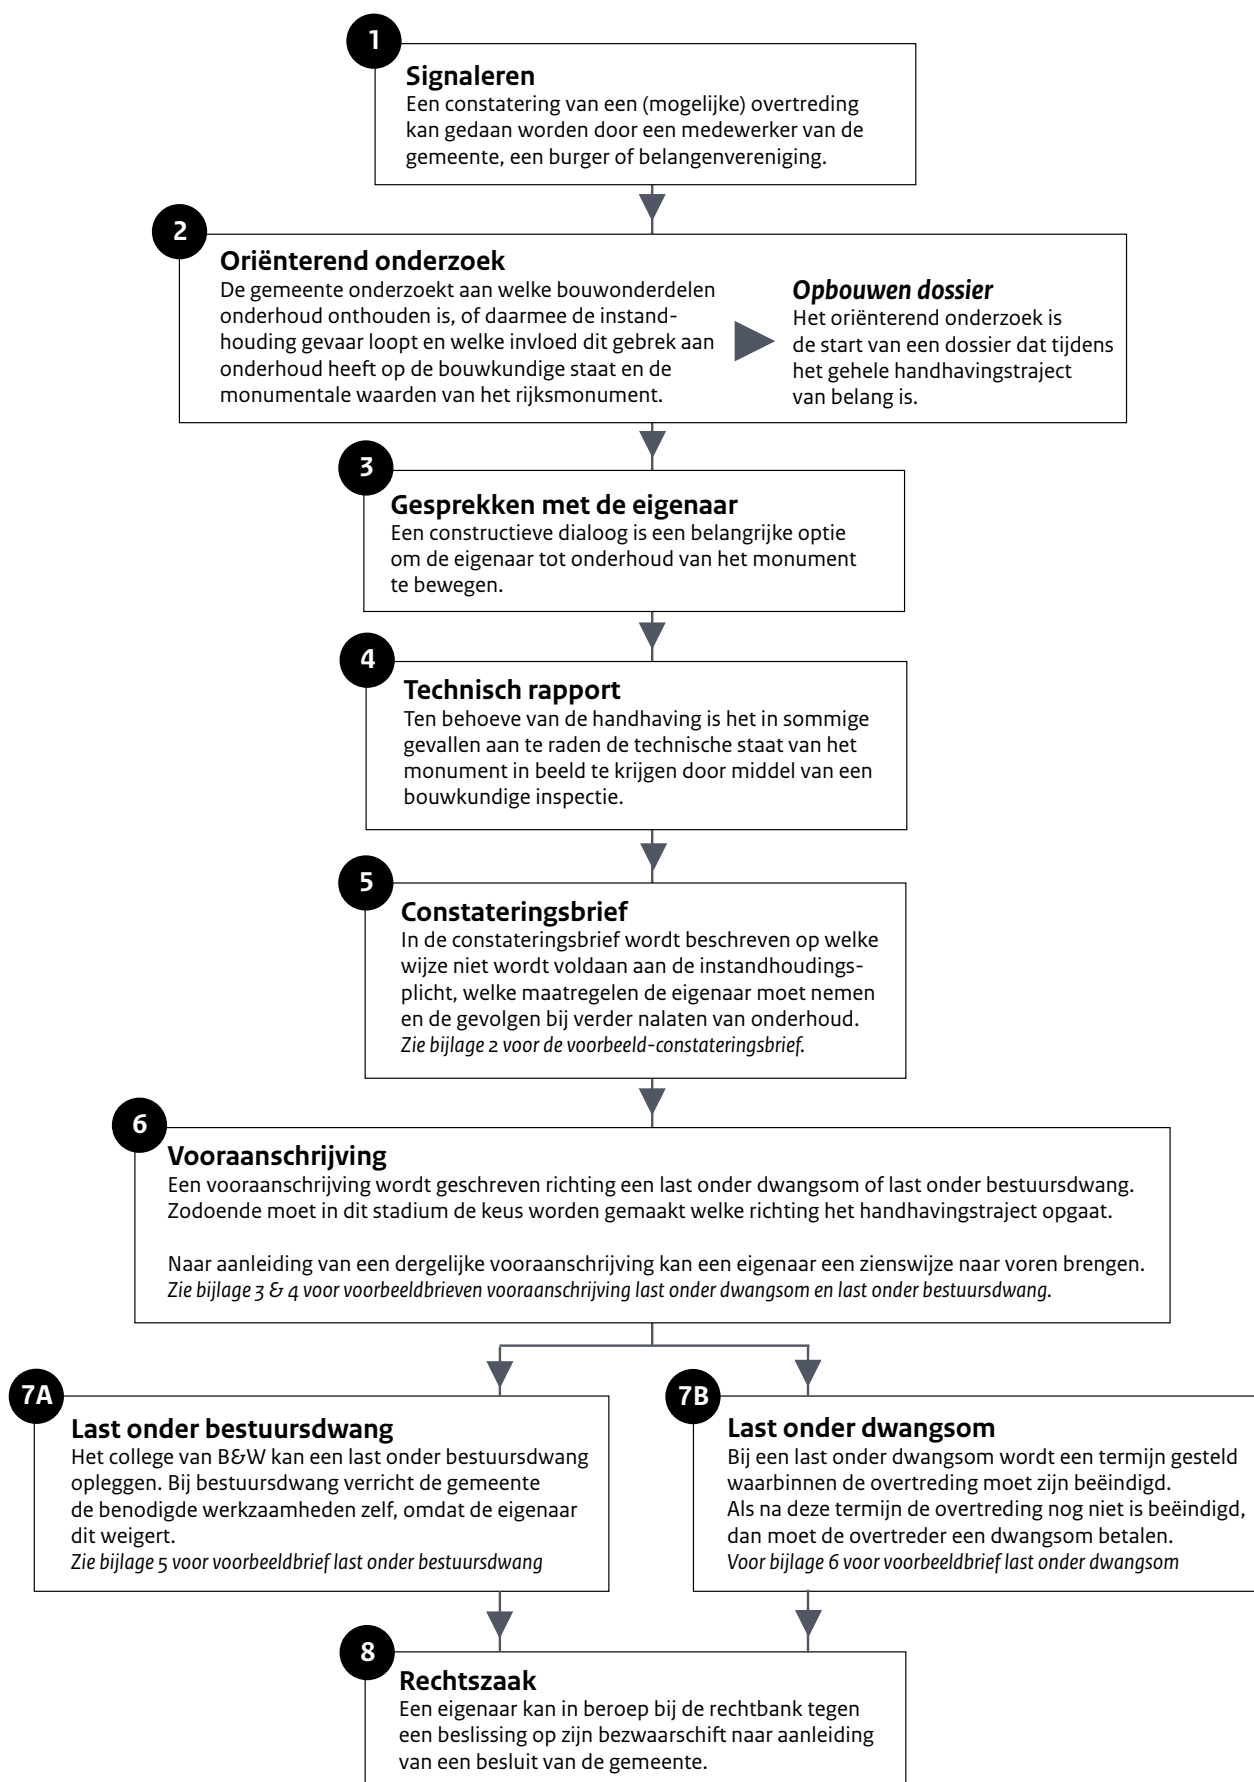 1
Signaleren
Een constatering van een (mogelijke) overtreding
kan gedaan worden door een medewerker van de
gemeente, een burger of belangenvereniging.
2
Oriënterend onderzoek
De gemeente onderzoekt aan welke bouwonderdelen
onderhoud onthouden is, of daarmee de instand-
houding gevaar loopt en welke invloed dit gebrek aan
onderhoud heeft op de bouwkundige staat en de
monumentale waarden van het rijksmonument.
Opbouwen dossier
Het oriënterend onderzoek is
de start van een dossier dat tijdens
het gehele handhavingstraject
van belang is.
3
Gesprekken met de eigenaar
Een constructieve dialoog is een belangrijke optie
om de eigenaar tot onderhoud van het monument
te bewegen.
4
Technisch rapport
Ten behoeve van de handhaving is het in sommige
gevallen aan te raden de technische staat van het
monument in beeld te krijgen door middel van een
bouwkundige inspectie.
5
Constateringsbrief
In de constateringsbrief wordt beschreven op welke
wijze niet wordt voldaan aan de instandhoudings-
plicht, welke maatregelen de eigenaar moet nemen
en de gevolgen bij verder nalaten van onderhoud.
Zie bijlage 2 voor de voorbeeld-constateringsbrief.
6
Vooraanschrijving
Een vooraanschrijving wordt geschreven richting een last onder dwangsom of last onder bestuursdwang.
Zodoende moet in dit stadium de keus worden gemaakt welke richting het handhavingstraject opgaat.
Naar aanleiding van een dergelijke vooraanschrijving kan een eigenaar een zienswijze naar voren brengen.
Zie bijlage 3 & 4 voor voorbeeldbrieven vooraanschrijving last onder dwangsom en last onder bestuursdwang.
7A
Last onder bestuursdwang
Het college van B&W kan een last onder bestuursdwang
opleggen. Bij bestuursdwang verricht de gemeente
de benodigde werkzaamheden zelf, omdat de eigenaar
dit weigert.
Zie bijlage 5 voor voorbeeldbrief last onder bestuursdwang
7B
Last onder dwangsom
Bij een last onder dwangsom wordt een termijn gesteld
waarbinnen de overtreding moet zijn beëindigd.
Als na deze termijn de overtreding nog niet is beëindigd,
dan moet de overtreder een dwangsom betalen.
Voor bijlage 6 voor voorbeeldbrief last onder dwangsom
8
Rechtszaak
Een eigenaar kan in beroep bij de rechtbank tegen
een beslissing op zijn bezwaarschift naar aanleiding
van een besluit van de gemeente.